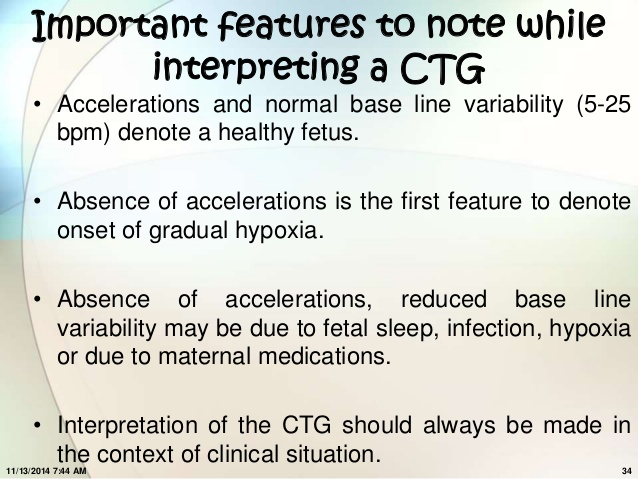 Important features to note while
interpreting a CTG
• Accelerations and normal base line variability (5-25
bpm) denote a healthy fetus.
• Absence of accelerations is the first feature to denote
onset of gradual hypoxia.
• Absence of accelerations, reduced base line
variability may be due to fetal sleep, infection, hypoxia
or due to maternal medications.
• Interpretation of the CTG should always be made in
the context of clinical situation.
11/13/2014 7:44 AM 34